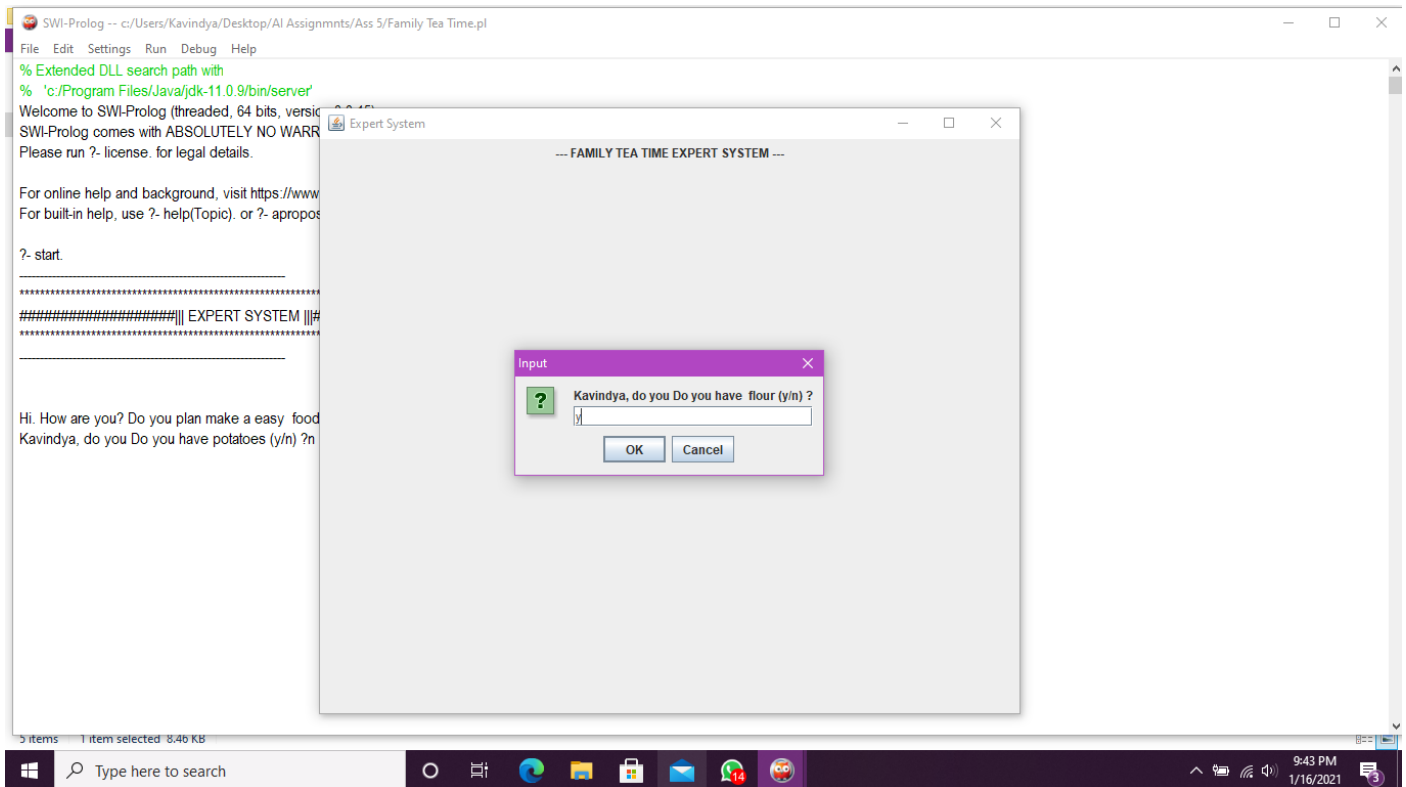 SWI-Prolog -- c:/Users/Kavindya/Desktop/AI Assignmnts/Ass 5/Family Tea Time.pl
File Edit Settings Run Debug Help
% Extended DLL search path with
% 'c:/Program Files/Java/jdk-11.0.9/bin/server'
Welcome to SWI-Prolog (threaded, 64 bits,
SWI-Prolog comes with ABSOLUTELY NO WARR
Please run ?- license. for legal details.
For online help and background, visit https://www
For built-in help, use ?- help(Topic). or ?- apropos
?- start.
----------------------------------------------------------------
************************************************************
####################||| EXPERT SYSTEM |||#
************************************************************
----------------------------------------------------------------
Hi. How are you? Do you plan make a easy food
Kavindya, do you Do you have potatoes (y/n) ?n
Expert System
--- FAMILY TEA TIME EXPERT SYSTEM ---
Input
Kavindya, do you Do you have flour (y/n) ?
y
OK Cancel
5 items 1 item selected 8.46 KB
Type here to search
14
9:43 PM
1/16/2021
3